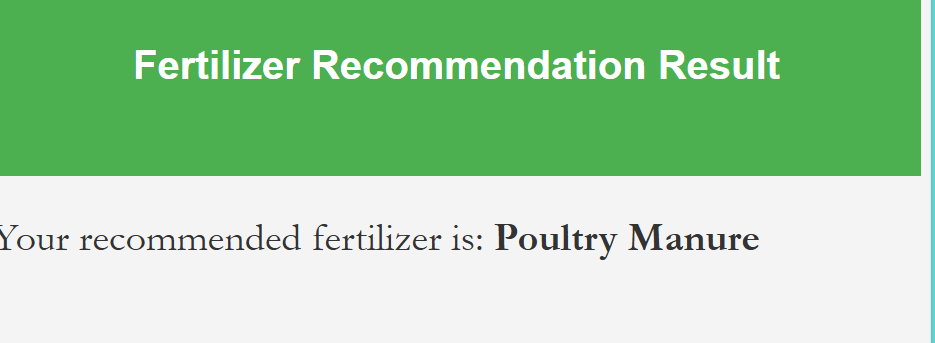 Fertilizer Recommendation Result
Your recommended fertilizer is: Poultry Manure